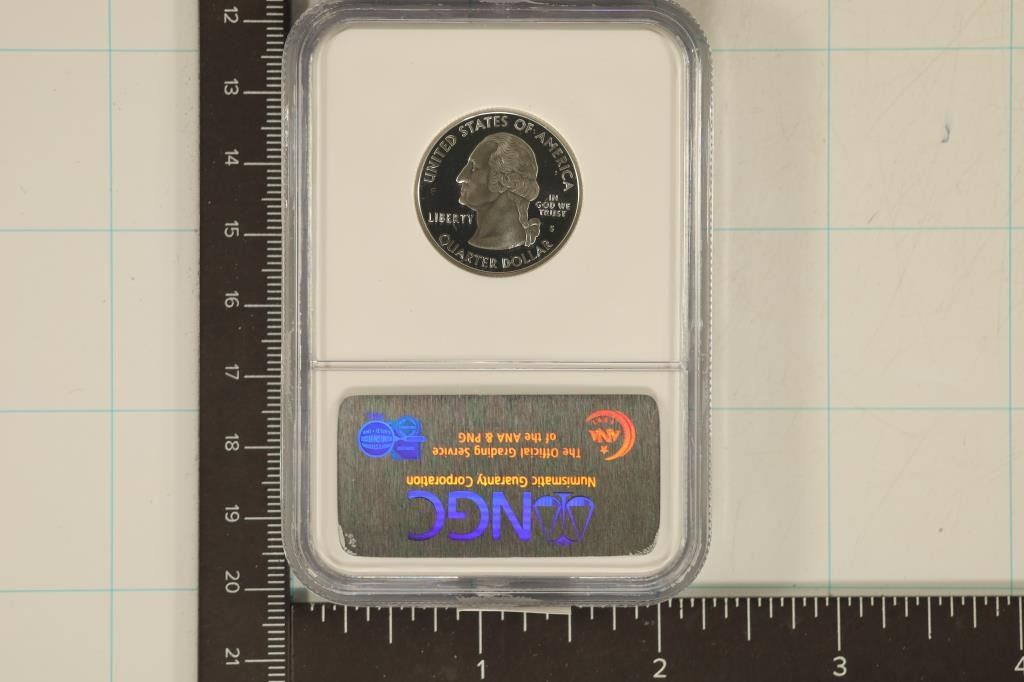 UNITED STATES OF AMERICA
LIBERTY
IN
GOD WE
TRUST
S
QUARTER DOLLAR
NGC
Numismatic Guaranty Corporation
The Official Grading Service
of the ANA & PNG
ANA
12
13
14
15
16
17
18
19
20
21
1
2
3
4